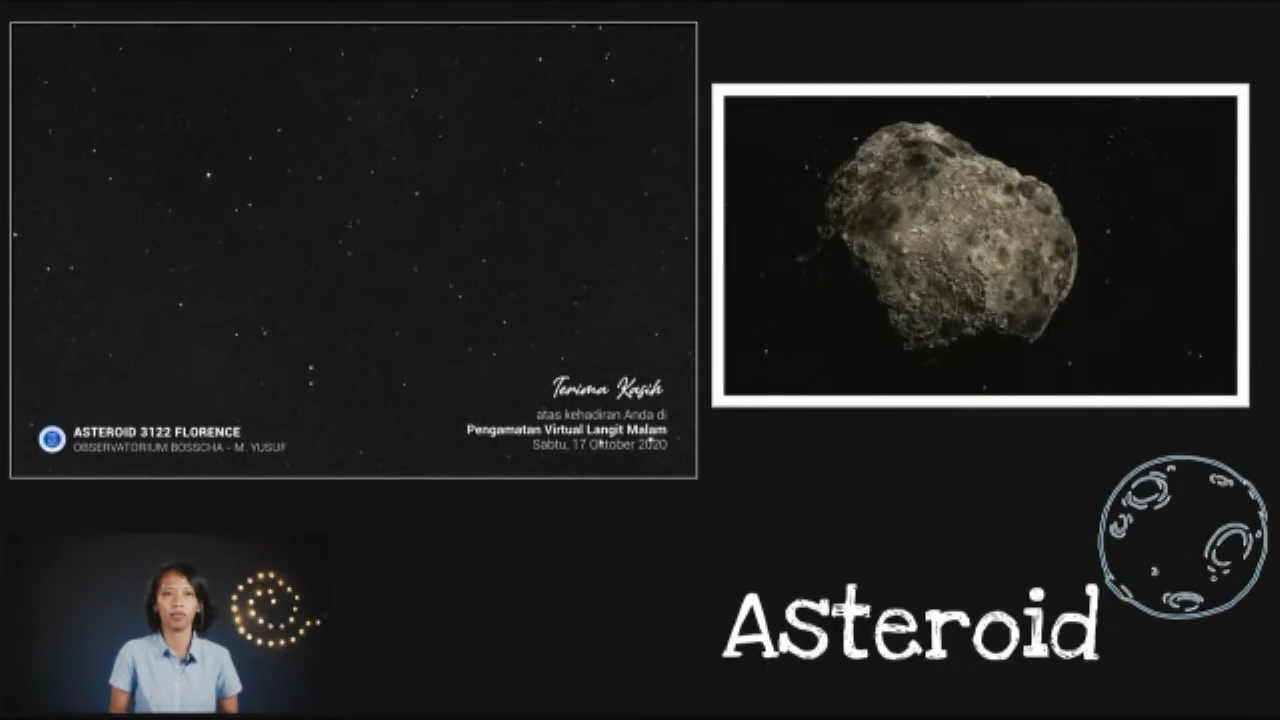 Terima Kasih
atas kehadiran Anda di
Pengamatan Virtual Langit Malam
Sabtu, 17 Oktober 2020
ASTEROID 3122 FLORENCE
OBSERVATORIUM BOSSCHA - M. YUSUF
Asteroid